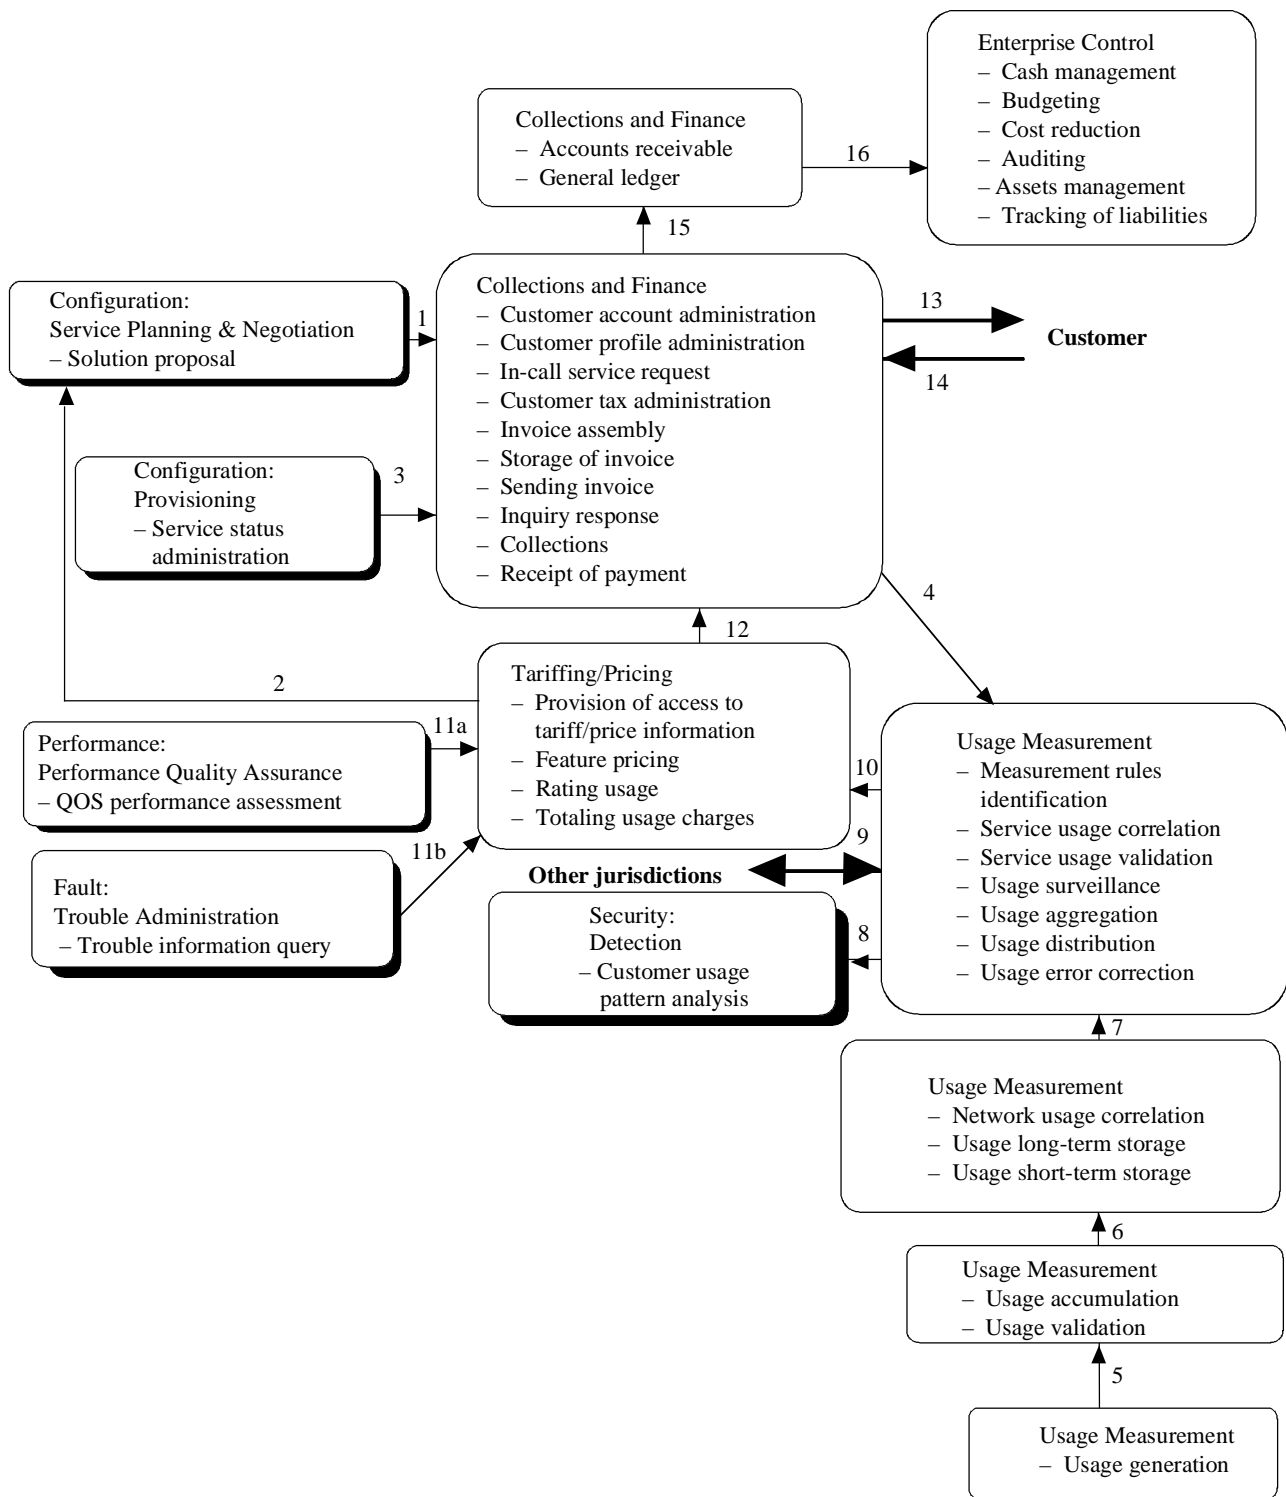 Enterprise Control
– Cash management
– Budgeting
– Cost reduction
– Auditing
– Assets management
– Tracking of liabilities
Collections and Finance
– Accounts receivable
– General ledger
16
15
Configuration:
Service Planning & Negotiation
– Solution proposal
1
Collections and Finance
– Customer account administration
– Customer profile administration
– In-call service request
– Customer tax administration
– Invoice assembly
– Storage of invoice
– Sending invoice
– Inquiry response
– Collections
– Receipt of payment
13
Customer
14
Configuration:
Provisioning
– Service status
administration
3
4
12
2
Tariffing/Pricing
– Provision of access to
tariff/price information
– Feature pricing
– Rating usage
– Totaling usage charges
Performance:
Performance Quality Assurance
– QOS performance assessment
11a
11b
Fault:
Trouble Administration
– Trouble information query
10
9
Other jurisdictions
Security:
Detection
– Customer usage
pattern analysis
8
Usage Measurement
– Measurement rules
identification
– Service usage correlation
– Service usage validation
– Usage surveillance
– Usage aggregation
– Usage distribution
– Usage error correction
7
Usage Measurement
– Network usage correlation
– Usage long-term storage
– Usage short-term storage
6
Usage Measurement
– Usage accumulation
– Usage validation
5
Usage Measurement
– Usage generation